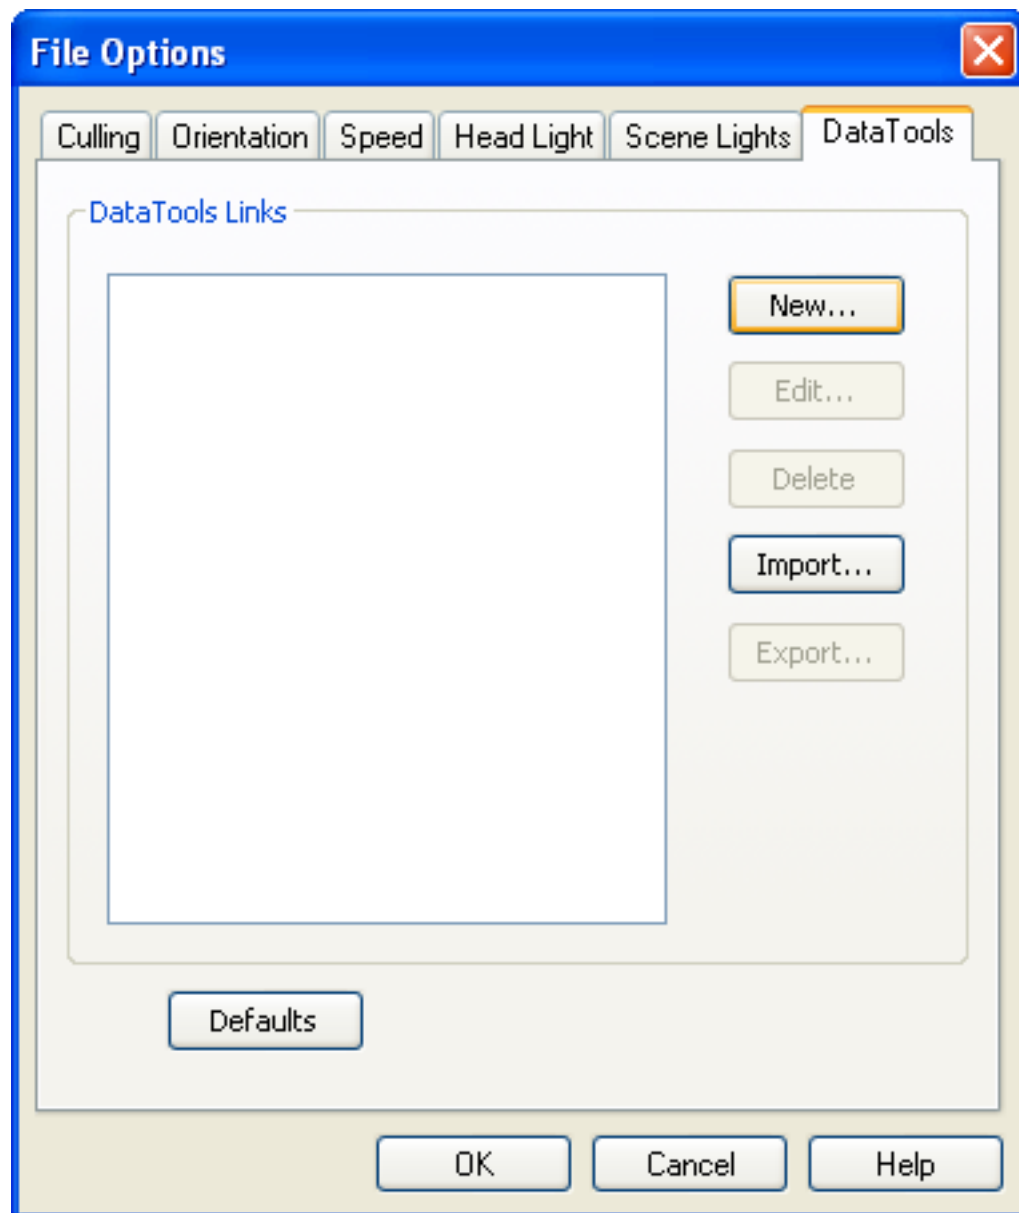 File Options
Culling Orientation Speed Head Light Scene Lights DataTools
DataTools Links
New...
Edit...
Delete
Import...
Export...
Defaults
OK Cancel Help